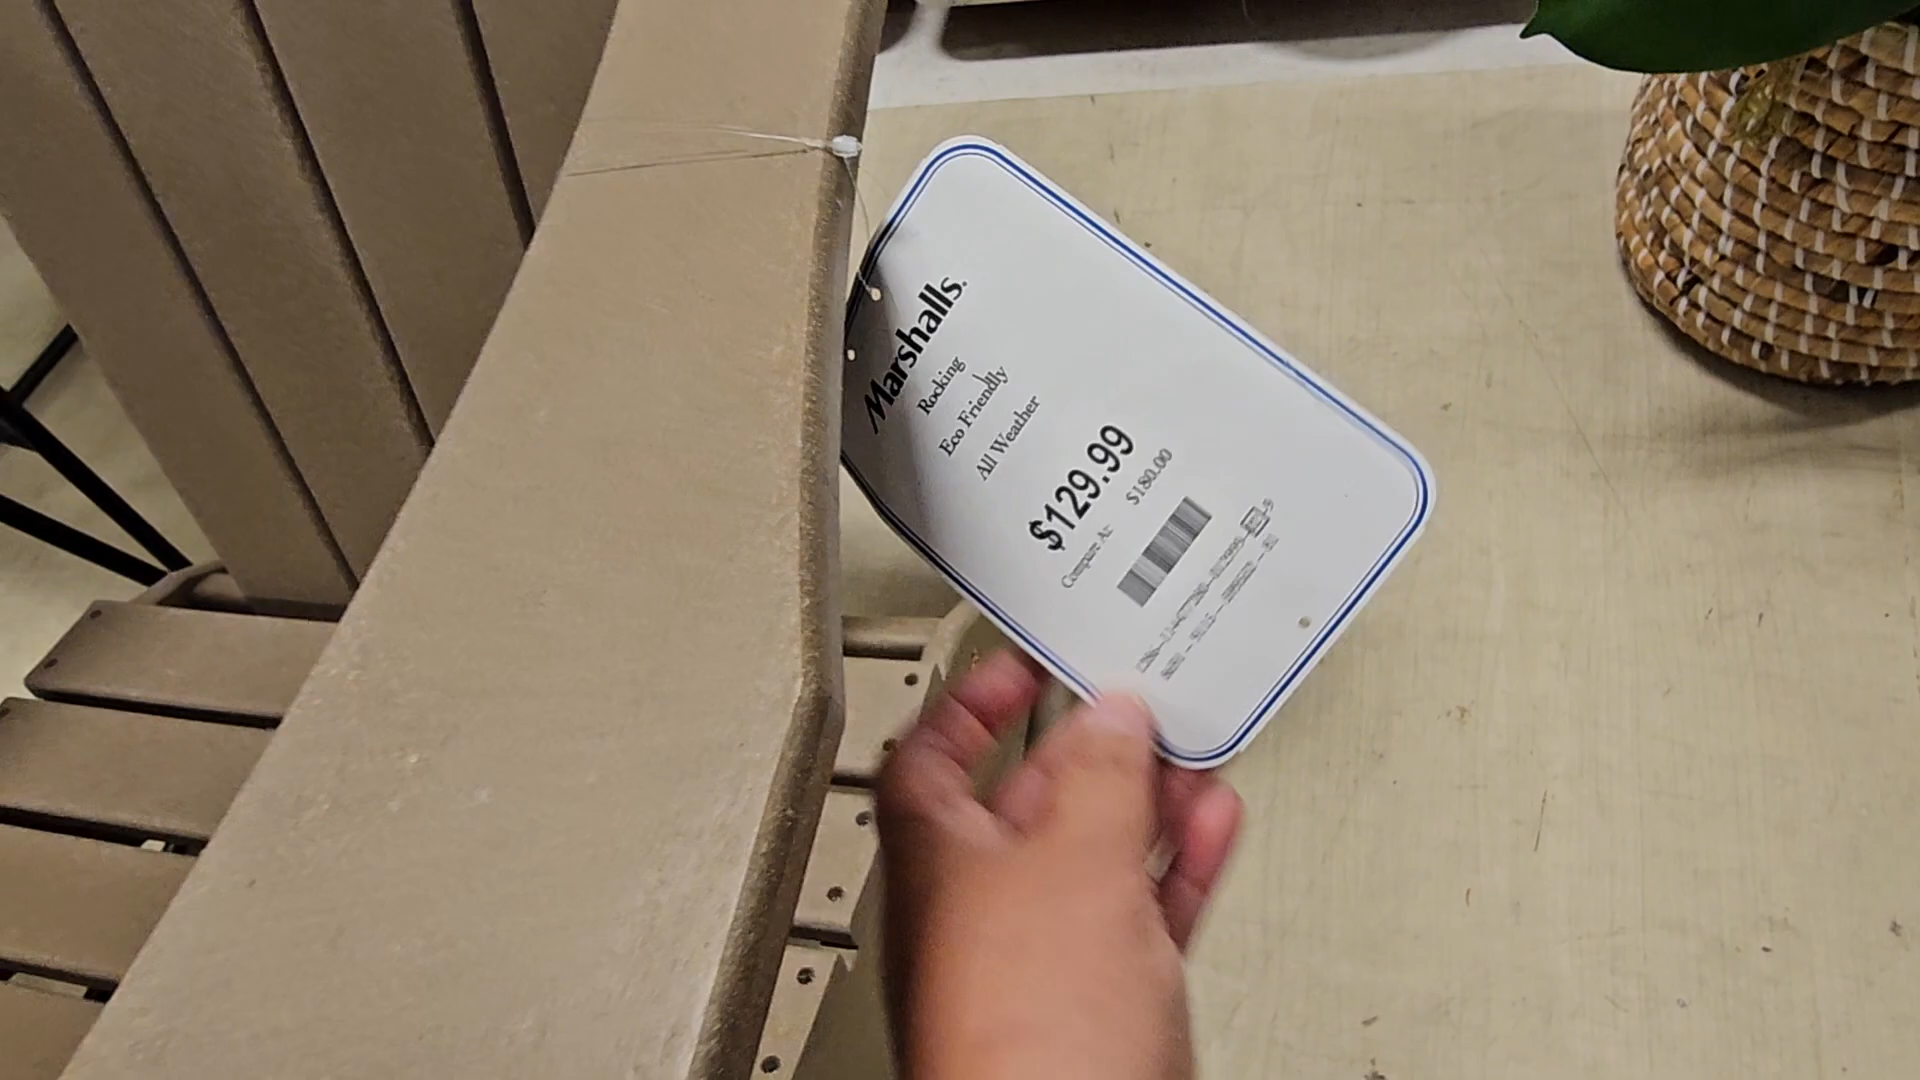 Marshalls.
Rocking
Eco Friendly
All Weather
$129.99
Compare At: $180.00